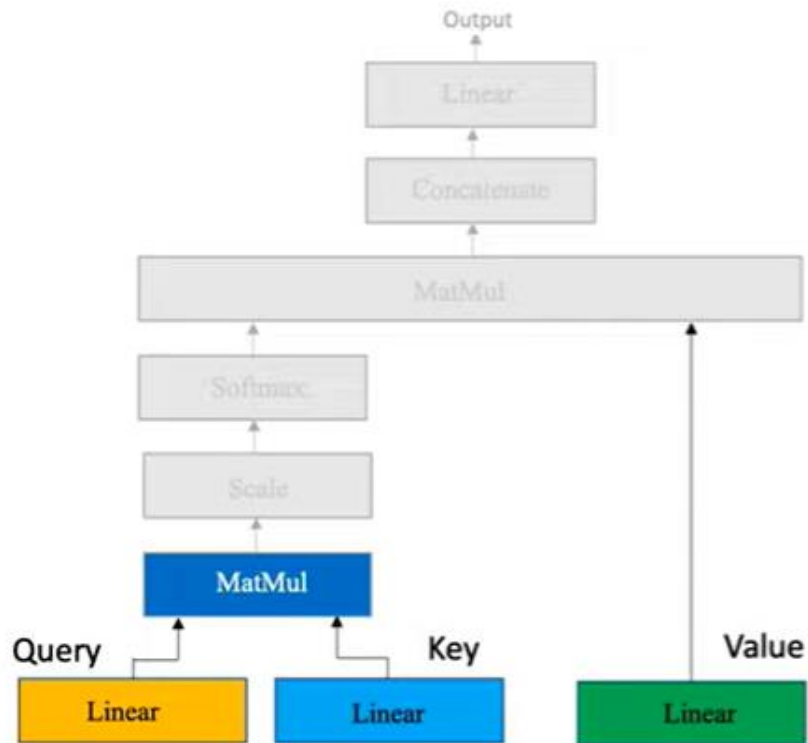 Output
Linear
Concatenate
MatMul
Softmax
Scale
MatMul
Query
Key
Value
Linear
Linear
Linear